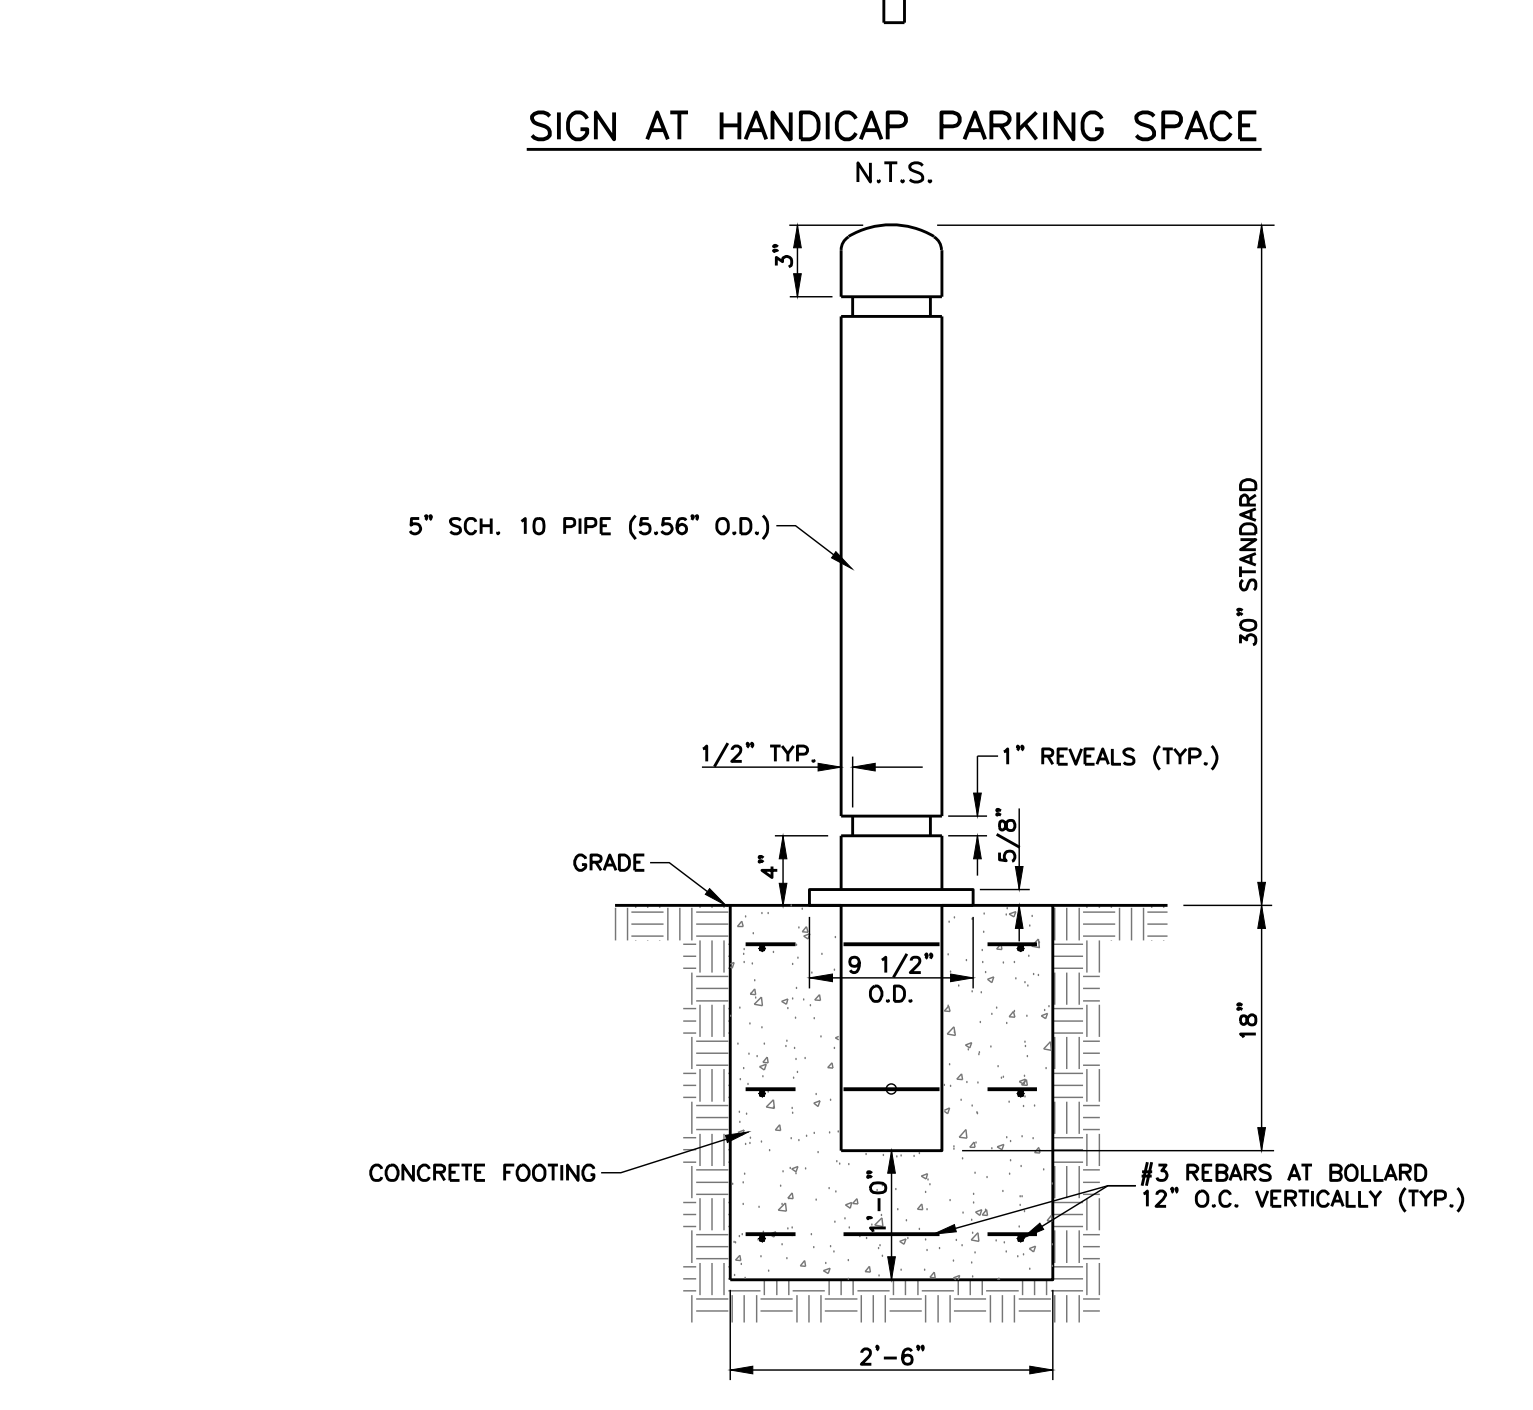 SIGN AT HANDICAP PARKING SPACE
N.T.S.
3"
30" STANDARD
5" SCH. 10 PIPE (5.56" O.D.)
1/2" TYP.
1" REVEALS (TYP.)
5/8"
4"
GRADE
9 1/2"
O.D.
18"
CONCRETE FOOTING
1'-0"
#3 REBARS AT BOLLARD
12" O.C. VERTICALLY (TYP.)
2'-6"